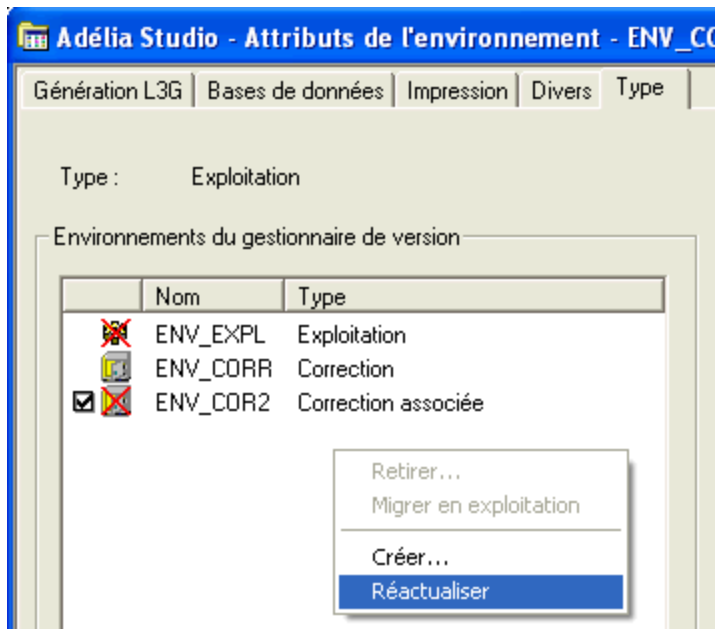 Adélia Studio - Attributs de l'environnement - ENV_CO
Génération L3G Bases de données Impression Divers Type
Type : Exploitation
Environnements du gestionnaire de version
Nom Type
ENV_EXPL Exploitation
ENV_CORR Correction
ENV_COR2 Correction associée
Retirer...
Migrer en exploitation
Créer...
Réactualiser